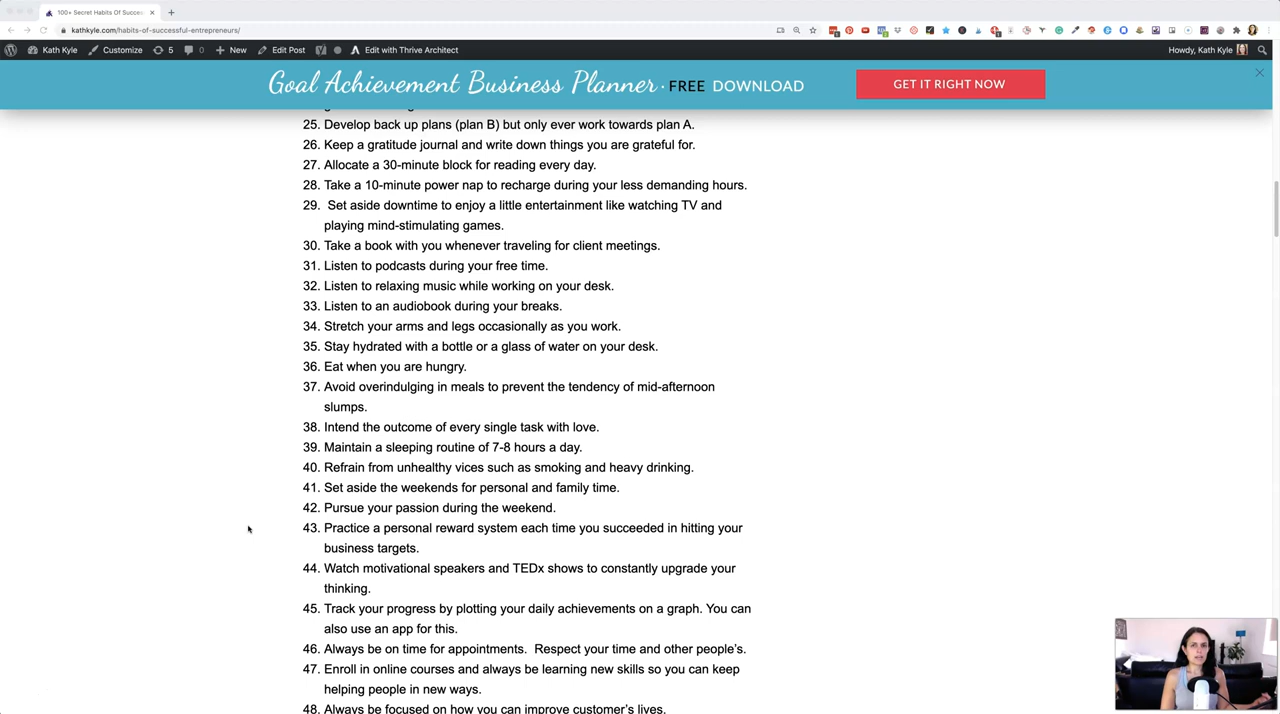 100+ Secret Habits Of Succes
kathkyle.com/habits-of-successful-entrepreneurs/
Kath Kyle Customize 5 0 New Edit Post Edit with Thrive Architect Howdy, Kath Kyle
Goal Achievement Business Planner · FREE DOWNLOAD GET IT RIGHT NOW
25. Develop back up plans (plan B) but only ever work towards plan A.
26. Keep a gratitude journal and write down things you are grateful for.
27. Allocate a 30-minute block for reading every day.
28. Take a 10-minute power nap to recharge during your less demanding hours.
29. Set aside downtime to enjoy a little entertainment like watching TV and
playing mind-stimulating games.
30. Take a book with you whenever traveling for client meetings.
31. Listen to podcasts during your free time.
32. Listen to relaxing music while working on your desk.
33. Listen to an audiobook during your breaks.
34. Stretch your arms and legs occasionally as you work.
35. Stay hydrated with a bottle or a glass of water on your desk.
36. Eat when you are hungry.
37. Avoid overindulging in meals to prevent the tendency of mid-afternoon
slumps.
38. Intend the outcome of every single task with love.
39. Maintain a sleeping routine of 7-8 hours a day.
40. Refrain from unhealthy vices such as smoking and heavy drinking.
41. Set aside the weekends for personal and family time.
42. Pursue your passion during the weekend.
43. Practice a personal reward system each time you succeeded in hitting your
business targets.
44. Watch motivational speakers and TEDx shows to constantly upgrade your
thinking.
45. Track your progress by plotting your daily achievements on a graph. You can
also use an app for this.
46. Always be on time for appointments. Respect your time and other people's.
47. Enroll in online courses and always be learning new skills so you can keep
helping people in new ways.
48. Always be focused on how you can improve customer's lives.